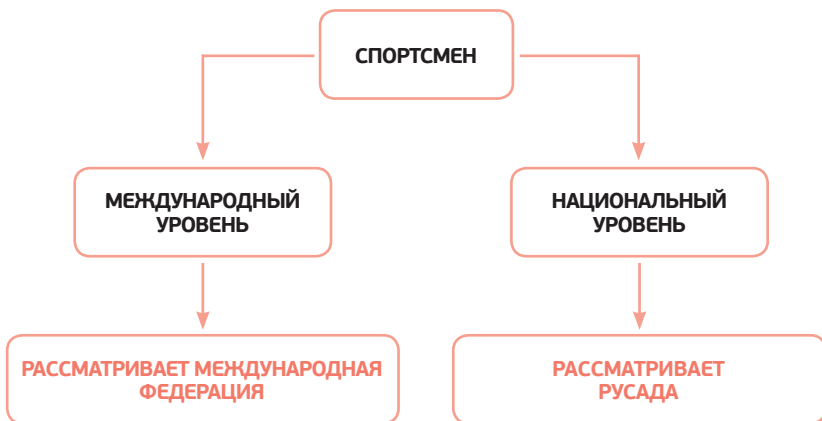 СПОРТСМЕН
МЕЖДУНАРОДНЫЙ
УРОВЕНЬ
НАЦИОНАЛЬНЫЙ
УРОВЕНЬ
РАССМАТРИВАЕТ МЕЖДУНАРОДНАЯ
ФЕДЕРАЦИЯ
РАССМАТРИВАЕТ
РУСАДА